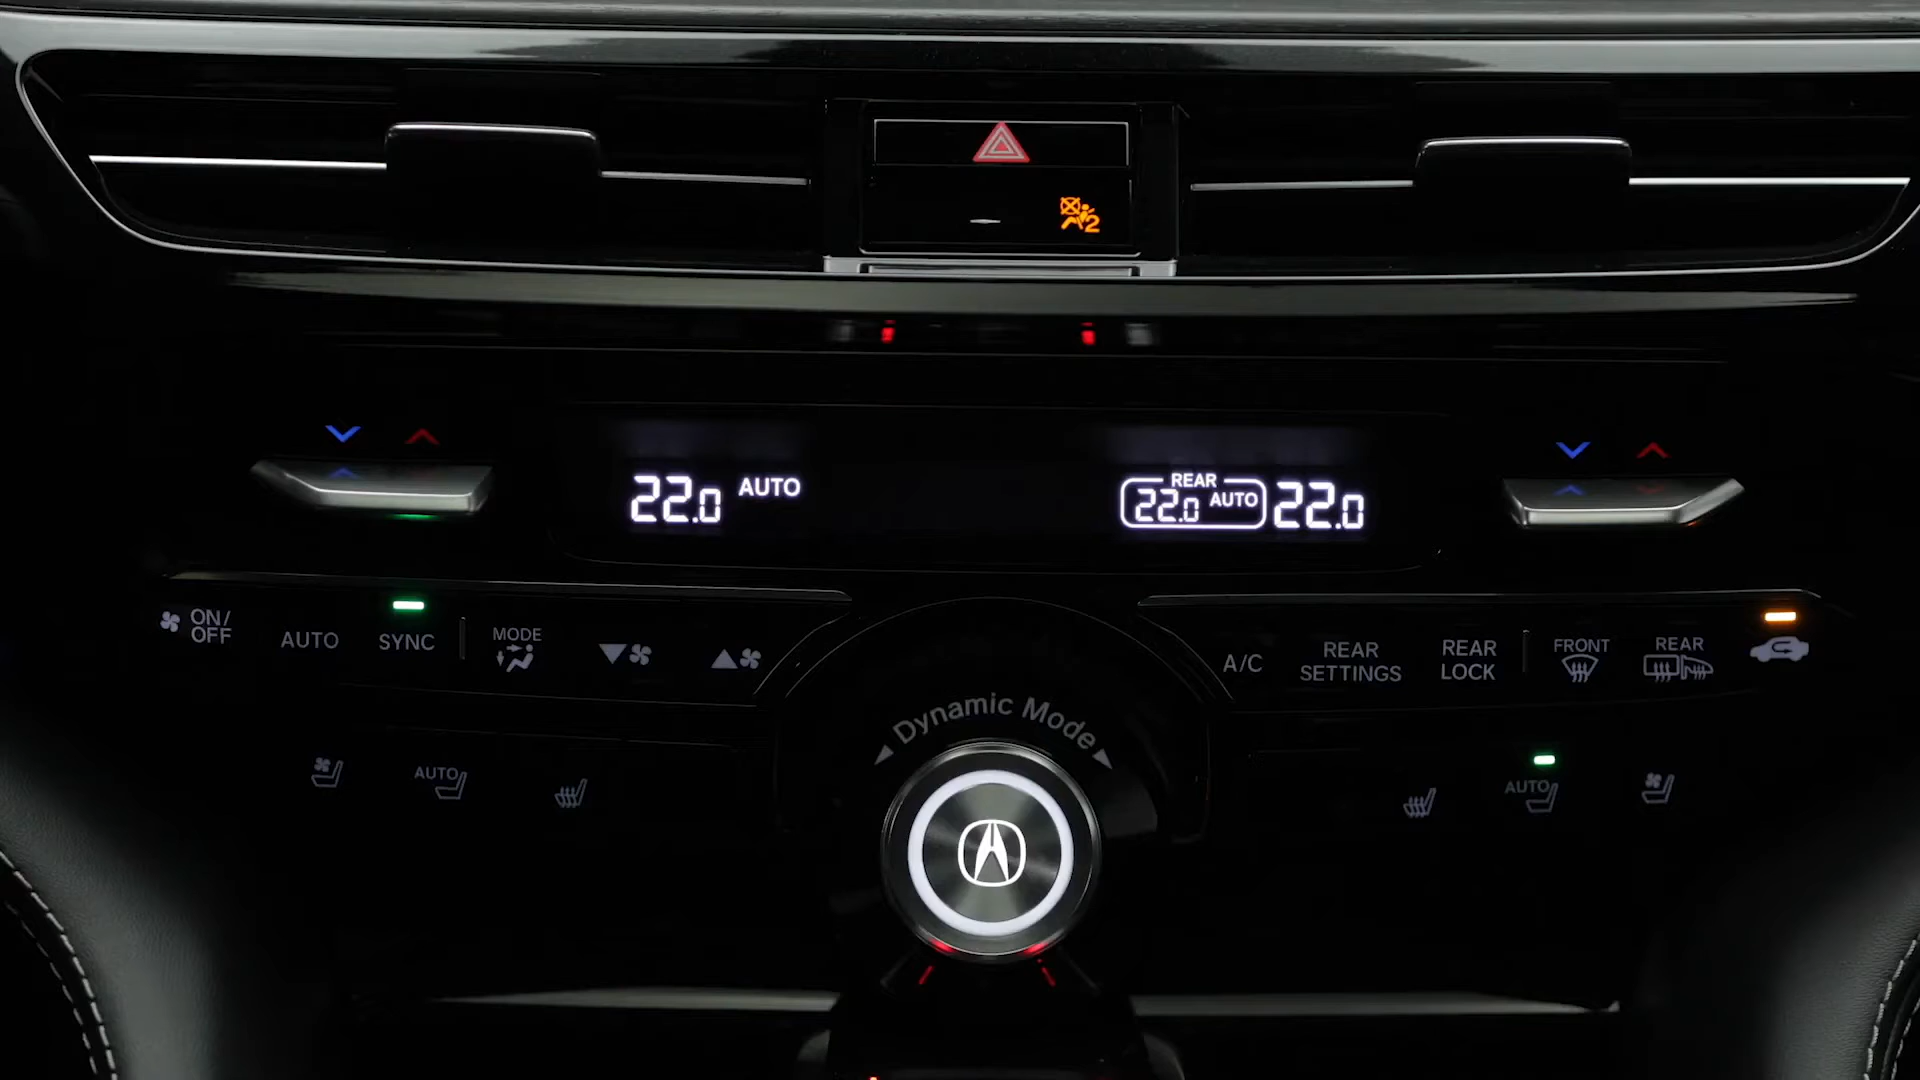 2
22.0 AUTO
REAR
22.0 AUTO 22.0
ON/
OFF
AUTO
SYNC
MODE
A/C
REAR
SETTINGS
REAR
LOCK
FRONT
REAR
Dynamic Mode
AUTO
AUTO